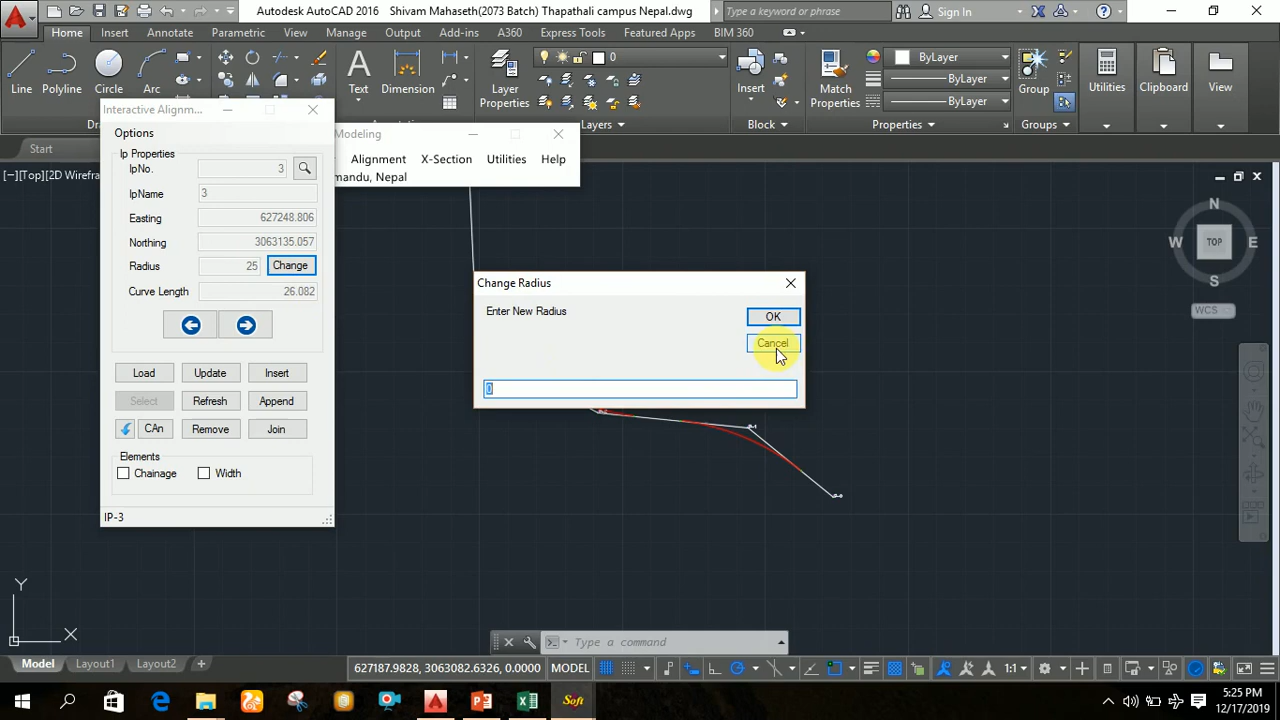 Autodesk AutoCAD 2016   Shivam Mahaseth(2073 Batch) Thapathali campus Nepal.dwg
Type a keyword or phrase
Sign In
Home Insert Annotate Parametric View Manage Output Add-ins A360 Express Tools Featured Apps BIM 360
Line Polyline Circle Arc
Text Dimension
Layer Properties
0
Insert
Match Properties
ByLayer
ByLayer
ByLayer
Group
Utilities
Clipboard
View
Layers
Block
Properties
Groups
Start
[−][Top][2D Wirefra
Interactive Alignm...
Options
Ip Properties
IpNo. 3
IpName 3
Easting 627248.806
Northing 3063135.057
Radius 25 Change
Curve Length 26.082
Load Update Insert
Select Refresh Append
CAn Remove Join
Elements
Chainage Width
IP-3
Modeling
Alignment X-Section Utilities Help
mandu, Nepal
Change Radius
Enter New Radius
OK
Cancel
0
N
W TOP E
S
WCS
Y
X
Type a command
Model Layout1 Layout2 +
627187.9828, 3063082.6326, 0.0000 MODEL
1:1
Soft
5:25 PM
12/17/2019